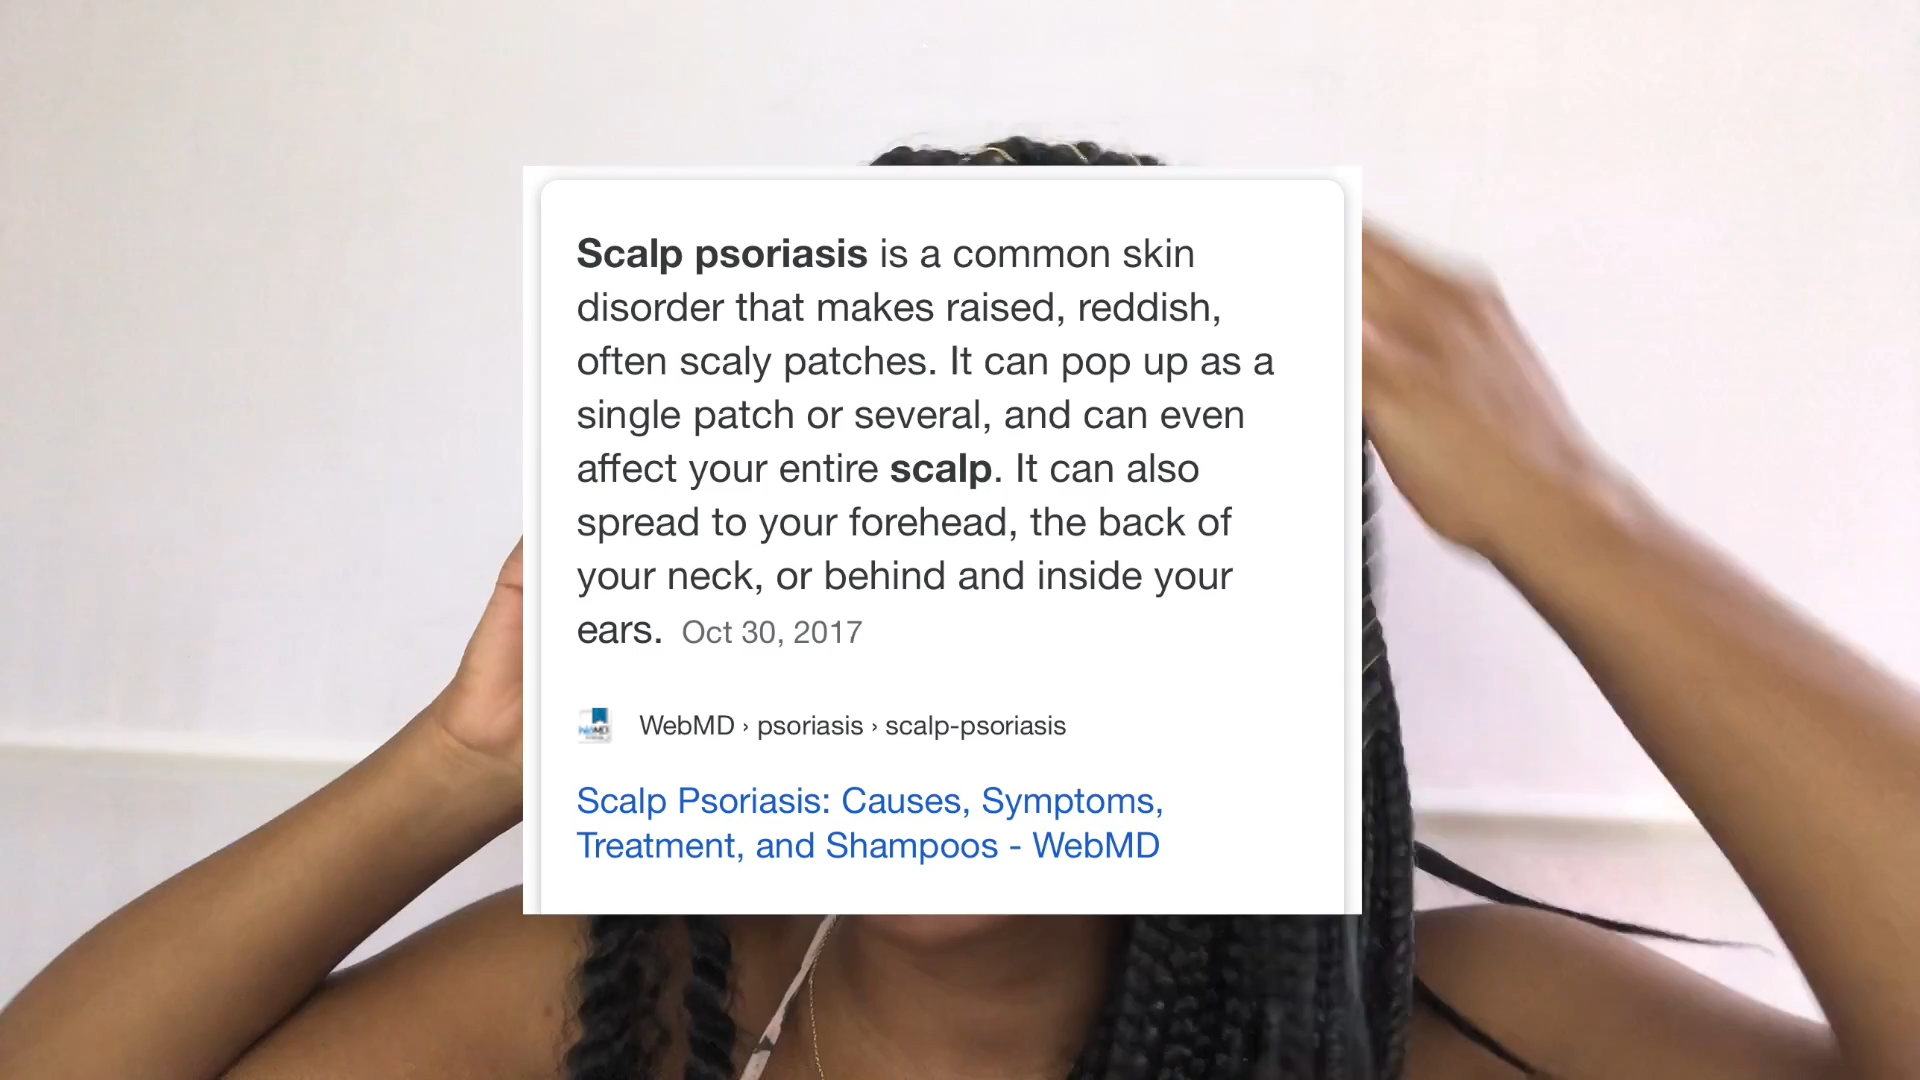 Scalp psoriasis is a common skin
disorder that makes raised, reddish,
often scaly patches. It can pop up as a
single patch or several, and can even
affect your entire scalp. It can also
spread to your forehead, the back of
your neck, or behind and inside your
ears. Oct 30, 2017
WebMD › psoriasis › scalp-psoriasis
Scalp Psoriasis: Causes, Symptoms,
Treatment, and Shampoos - WebMD